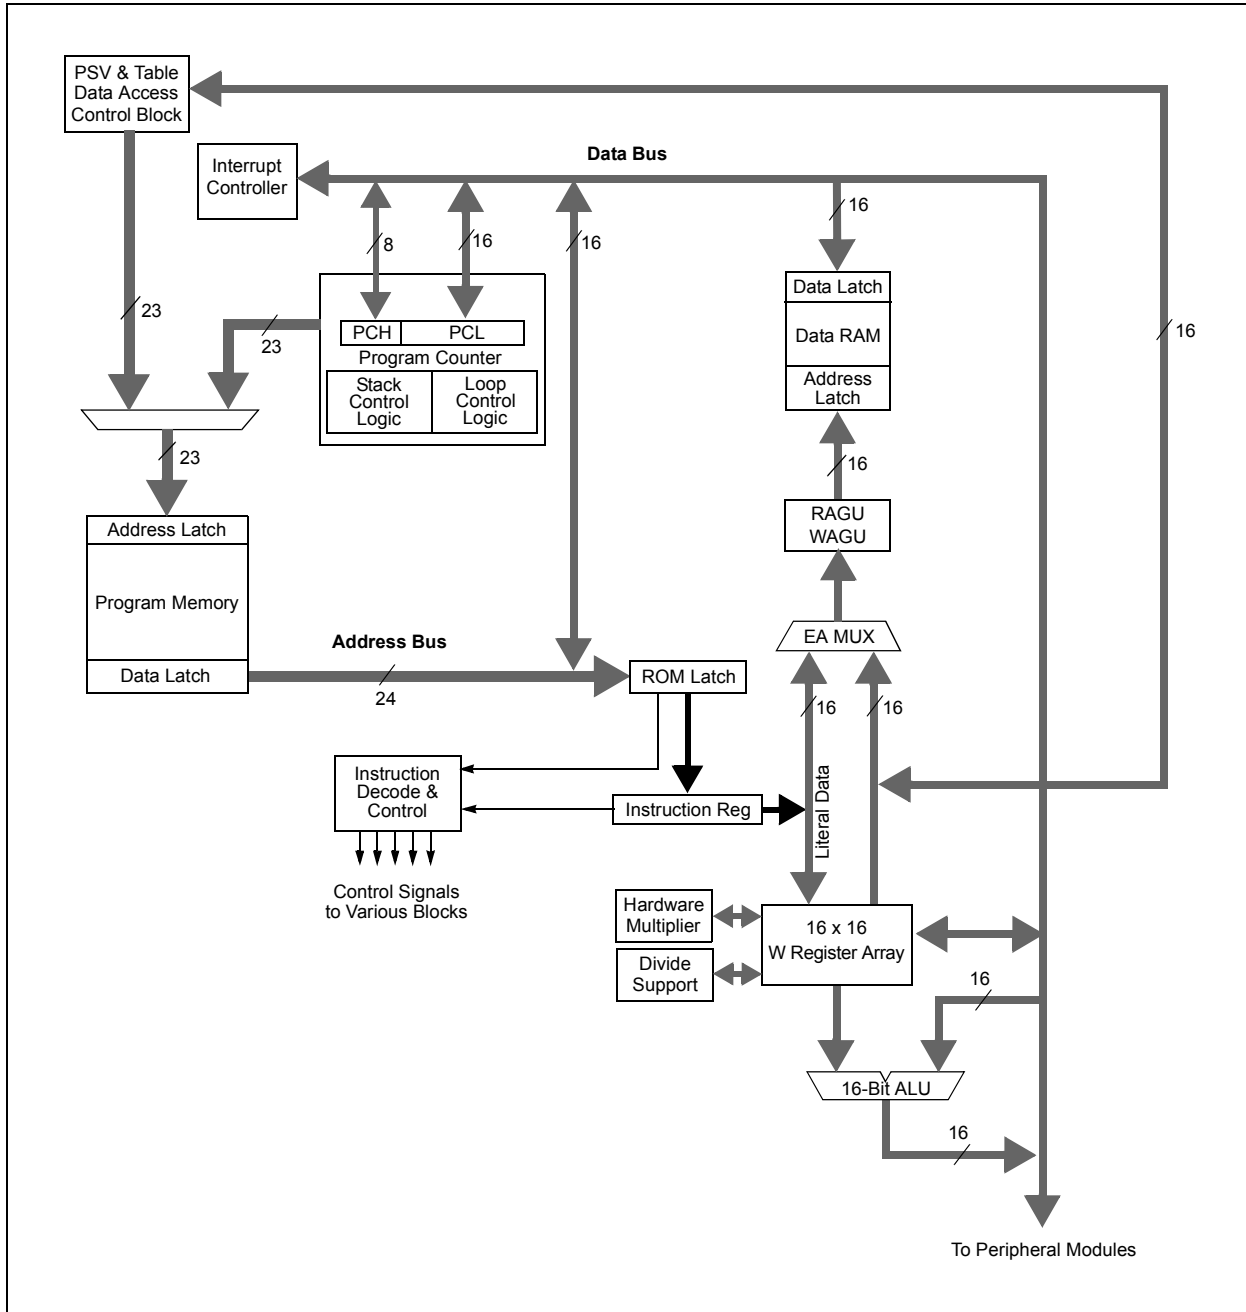 PSV & Table
Data Access
Control Block
Data Bus
Interrupt
Controller
16
8
16
16
Data Latch
23
16
23
PCH
PCL
Data RAM
Program Counter
Stack
Control
Logic
Loop
Control
Logic
Address
Latch
23
16
RAGU
WAGU
Address Latch
Program Memory
EA MUX
Address Bus
Data Latch
ROM Latch
24
16
16
Instruction
Decode &
Control
Instruction Reg
Literal Data
Control Signals
to Various Blocks
Hardware
Multiplier
16 x 16
W Register Array
Divide
Support
16
16-Bit ALU
16
To Peripheral Modules